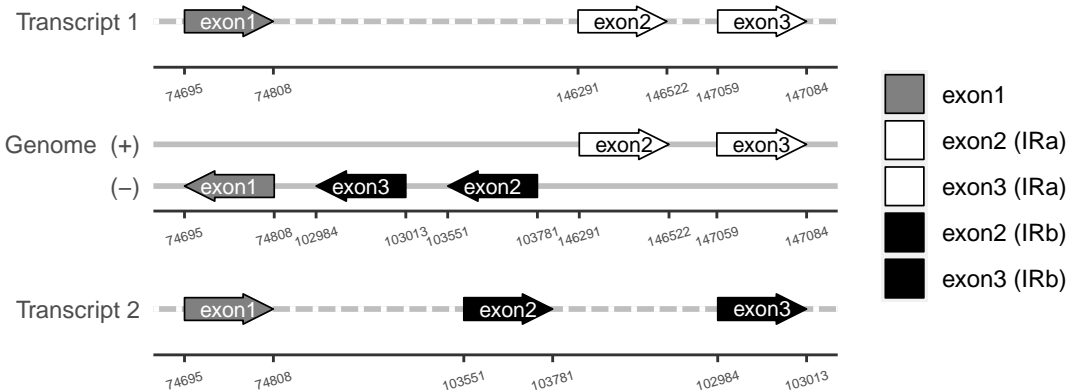 Transcript 1 exon1 exon2 exon3
74695 74808 146291 146522 147059 147084
Genome (+) exon2 exon3
(−) exon1 exon3 exon2
74695 74808 102984 103013 103551 103781 146291 146522 147059 147084
Transcript 2 exon1 exon2 exon3
74695 74808 103551 103781 102984 103013
exon1
exon2 (IRa)
exon3 (IRa)
exon2 (IRb)
exon3 (IRb)